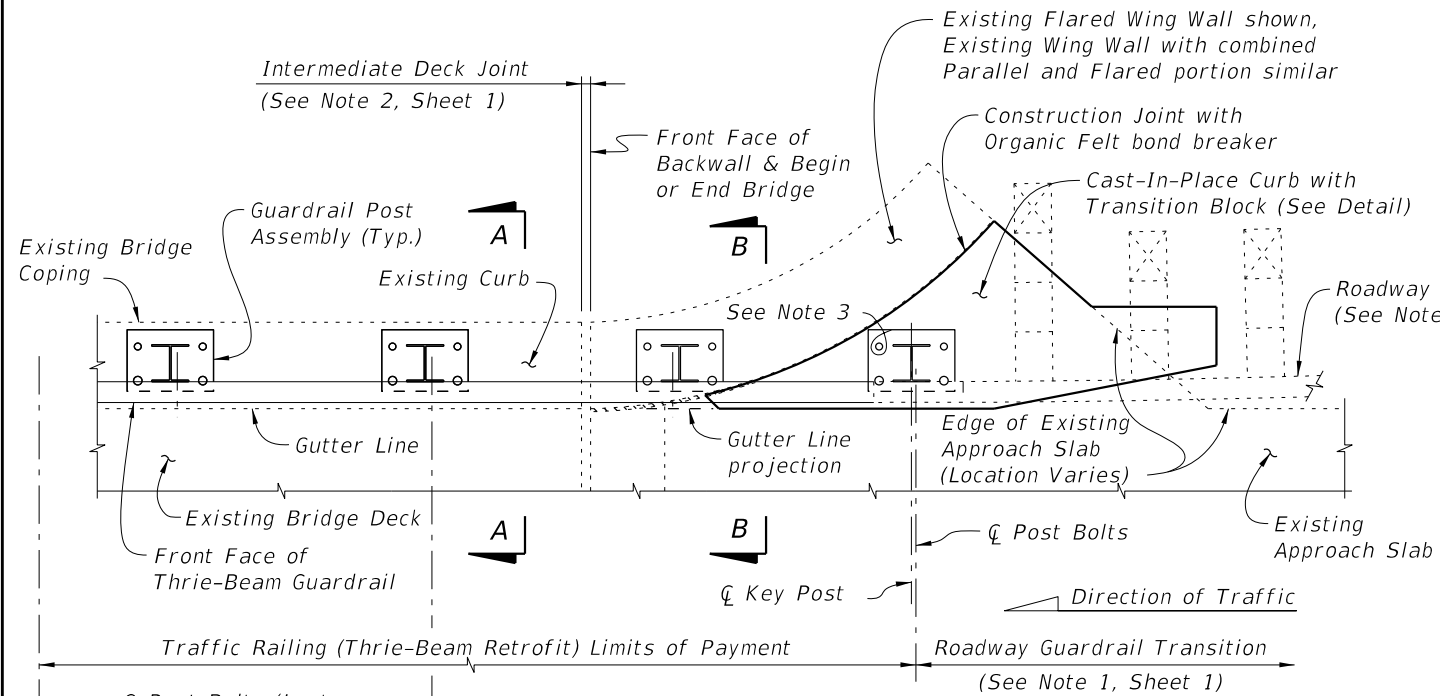 Existing Flared Wing Wall shown,
Existing Wing Wall with combined
Parallel and Flared portion similar
Intermediate Deck Joint
(See Note 2, Sheet 1)
Construction Joint with
Organic Felt bond breaker
Front Face of
Backwall & Begin
or End Bridge
Cast-In-Place Curb with
Transition Block (See Detail)
Guardrail Post
Assembly (Typ.)
A
B
Existing Bridge
Coping
Existing Curb
See Note 3
Roadway
(See Note
Gutter Line
Gutter Line
projection
Edge of Existing
Approach Slab
(Location Varies)
Existing Bridge Deck
A
B
℄ Post Bolts
Existing
Approach Slab
Front Face of
Thrie-Beam Guardrail
℄ Key Post
Direction of Traffic
Traffic Railing (Thrie-Beam Retrofit) Limits of Payment
Roadway Guardrail Transition
(See Note 1, Sheet 1)